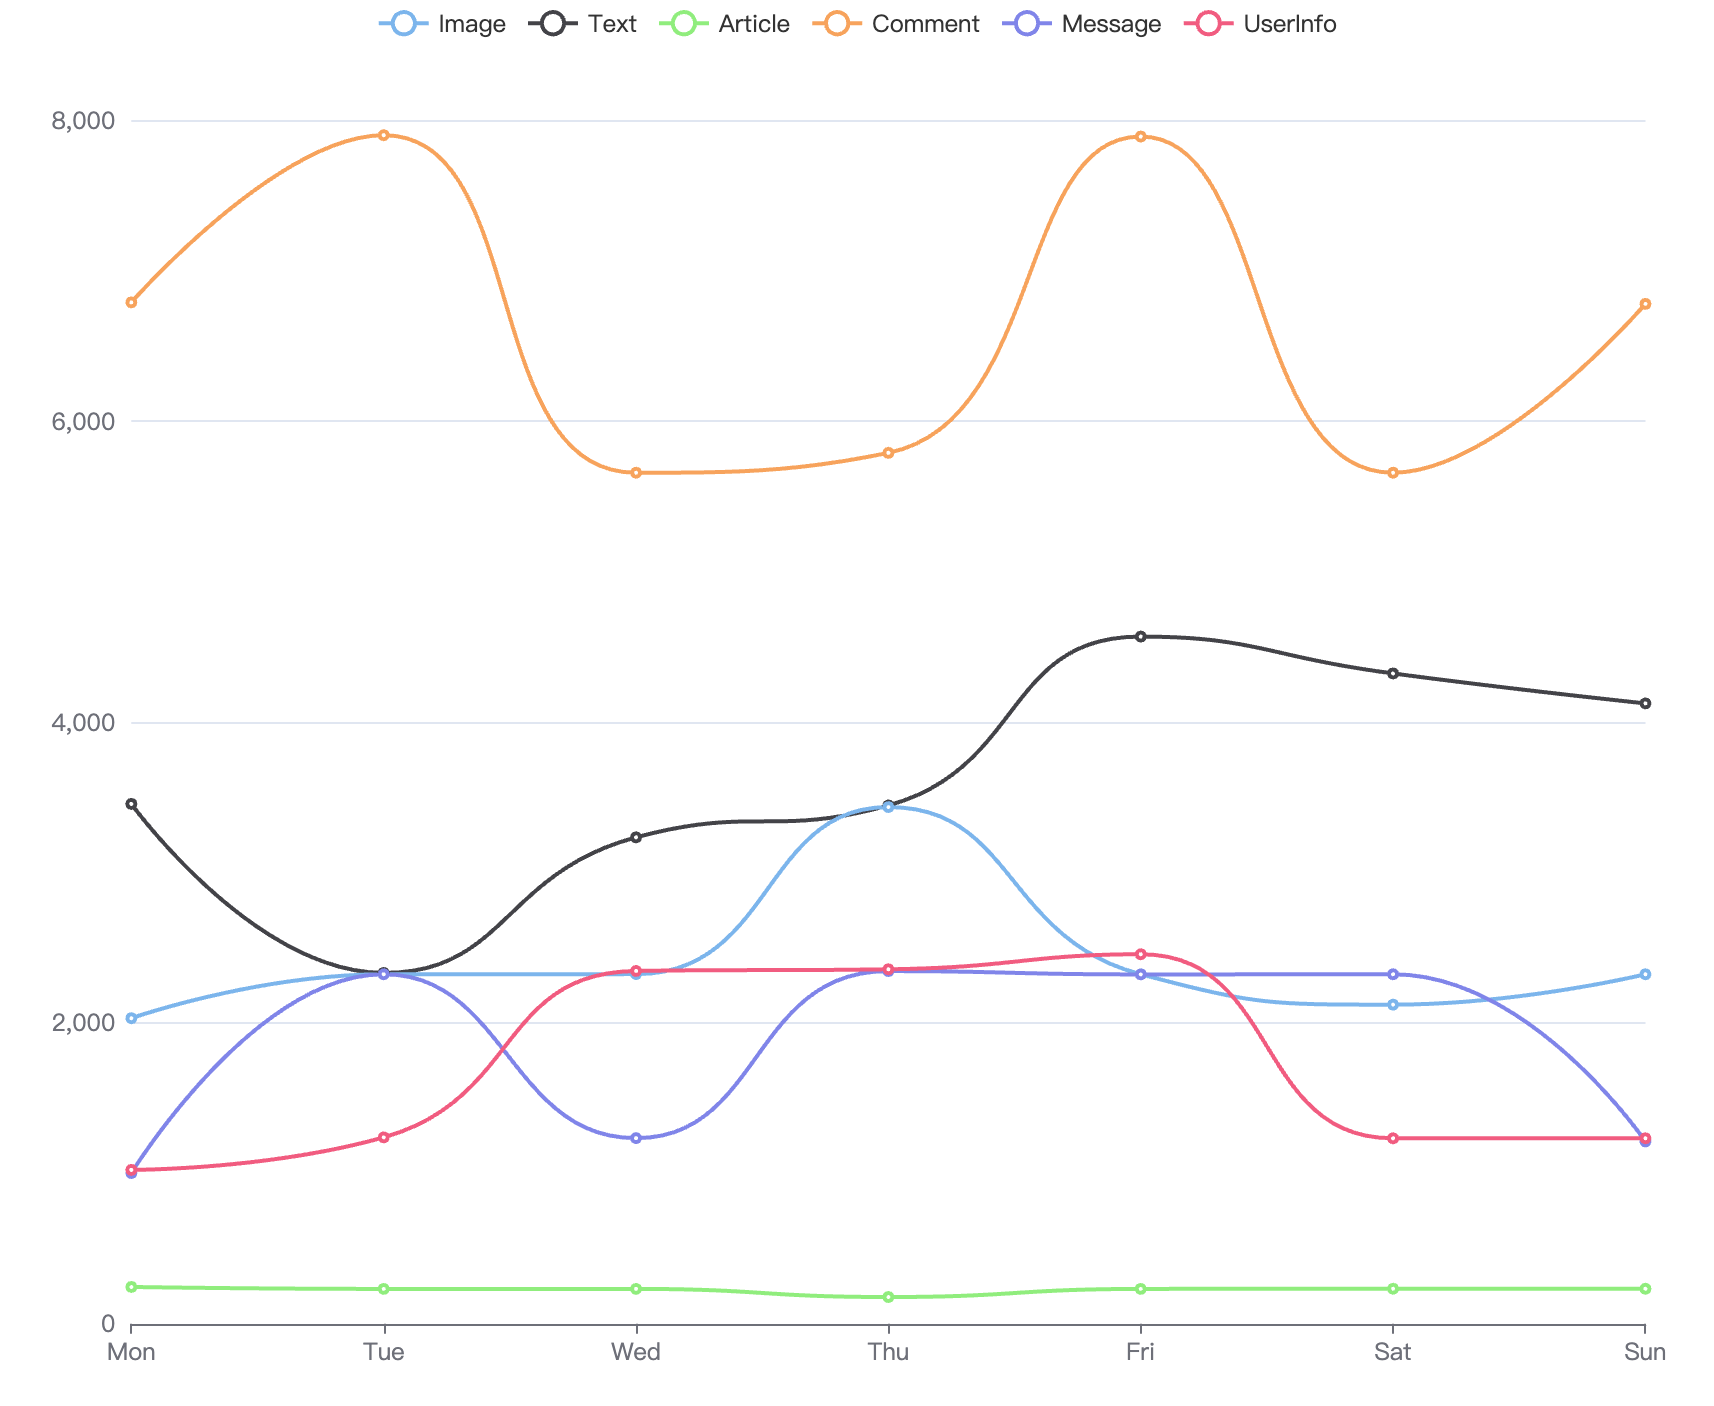 Image Text Article Comment Message UserInfo
8,000
6,000
4,000
2,000
0
Mon Tue Wed Thu Fri Sat Sun